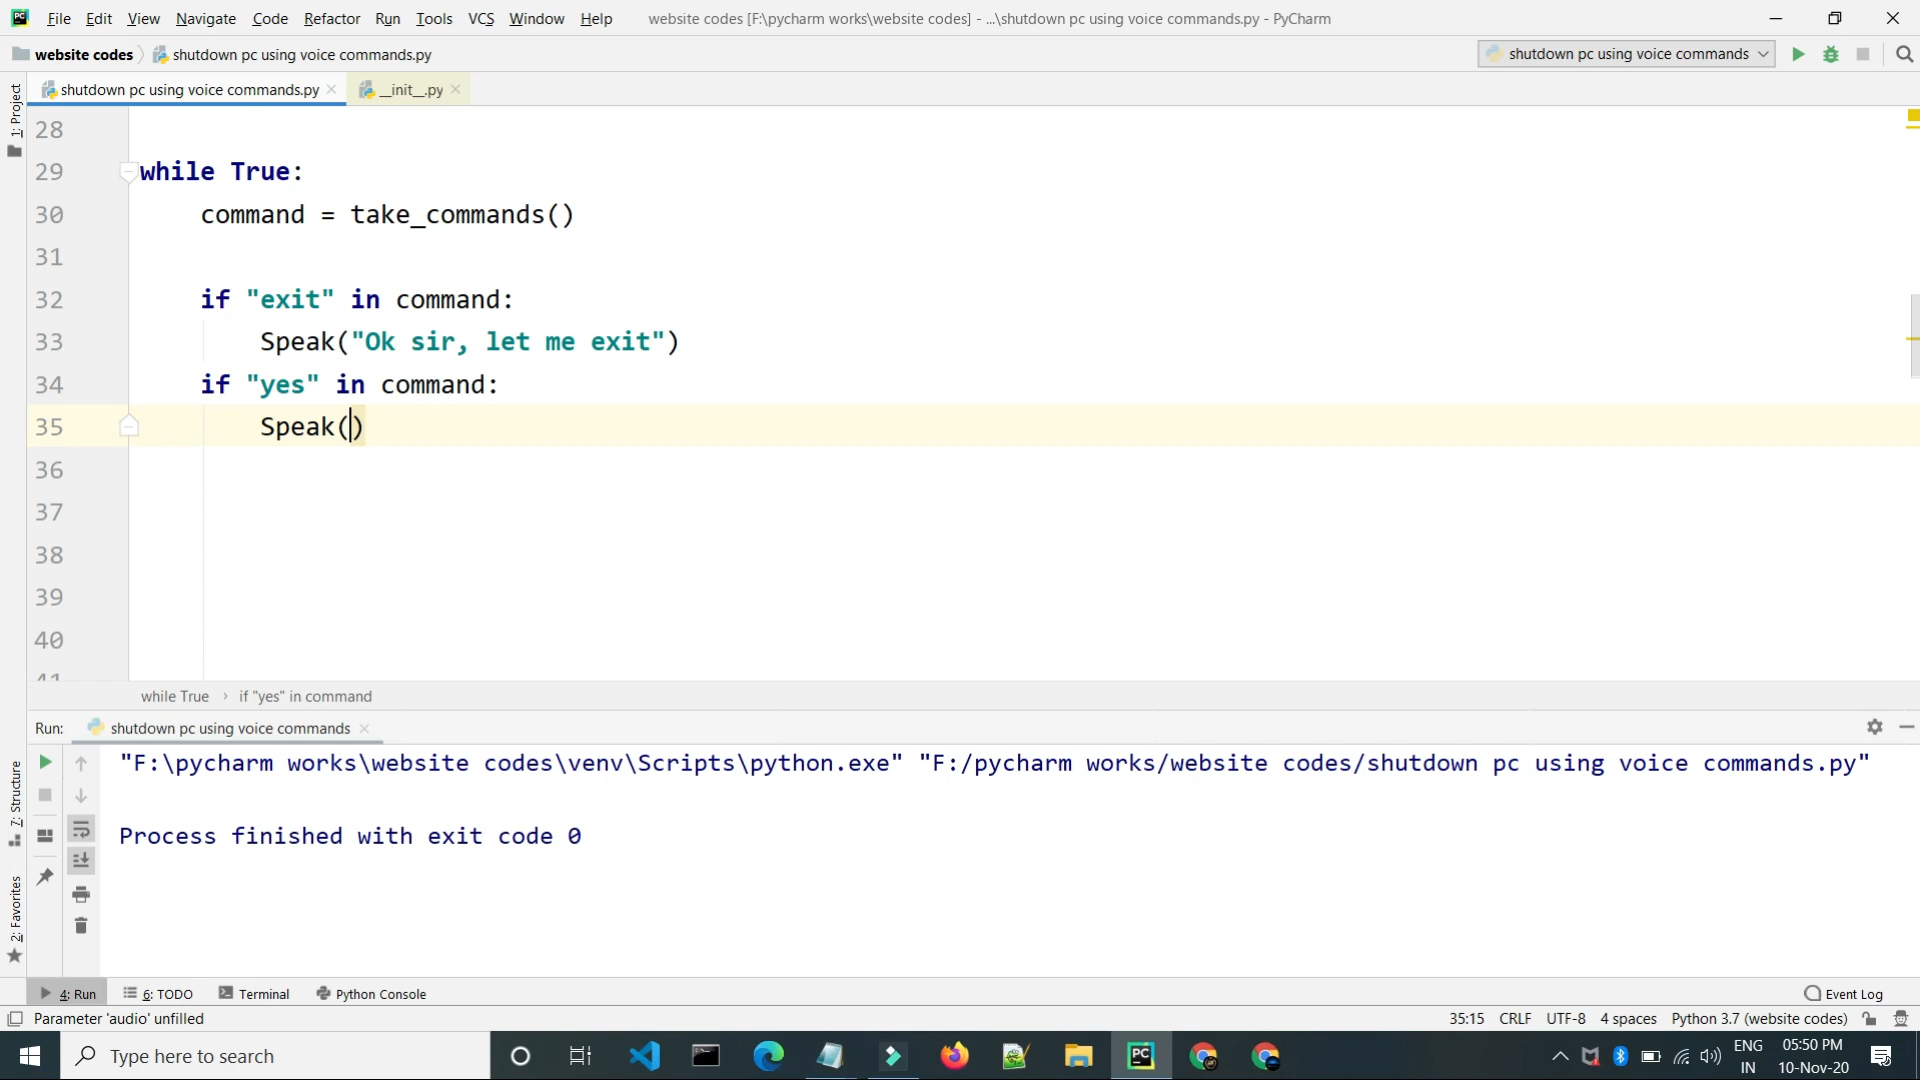 File Edit View Navigate Code Refactor Run Tools VCS Window Help website codes [F:\pycharm works\website codes] - ...\shutdown pc using voice commands.py - PyCharm
website codes shutdown pc using voice commands.py shutdown pc using voice commands
shutdown pc using voice commands.py __init__.py
1: Project
28
29 while True:
30 command = take_commands()
31
32 if "exit" in command:
33 Speak("Ok sir, let me exit")
34 if "yes" in command:
35 Speak()
36
37
38
39
40
41
while True › if "yes" in command
Run: shutdown pc using voice commands
"F:\pycharm works\website codes\venv\Scripts\python.exe" "F:/pycharm works/website codes/shutdown pc using voice commands.py"
Process finished with exit code 0
7: Structure
2: Favorites
4: Run 6: TODO Terminal Python Console Event Log
Parameter 'audio' unfilled 35:15 CRLF UTF-8 4 spaces Python 3.7 (website codes)
Type here to search ENG 05:50 PM
IN 10-Nov-20